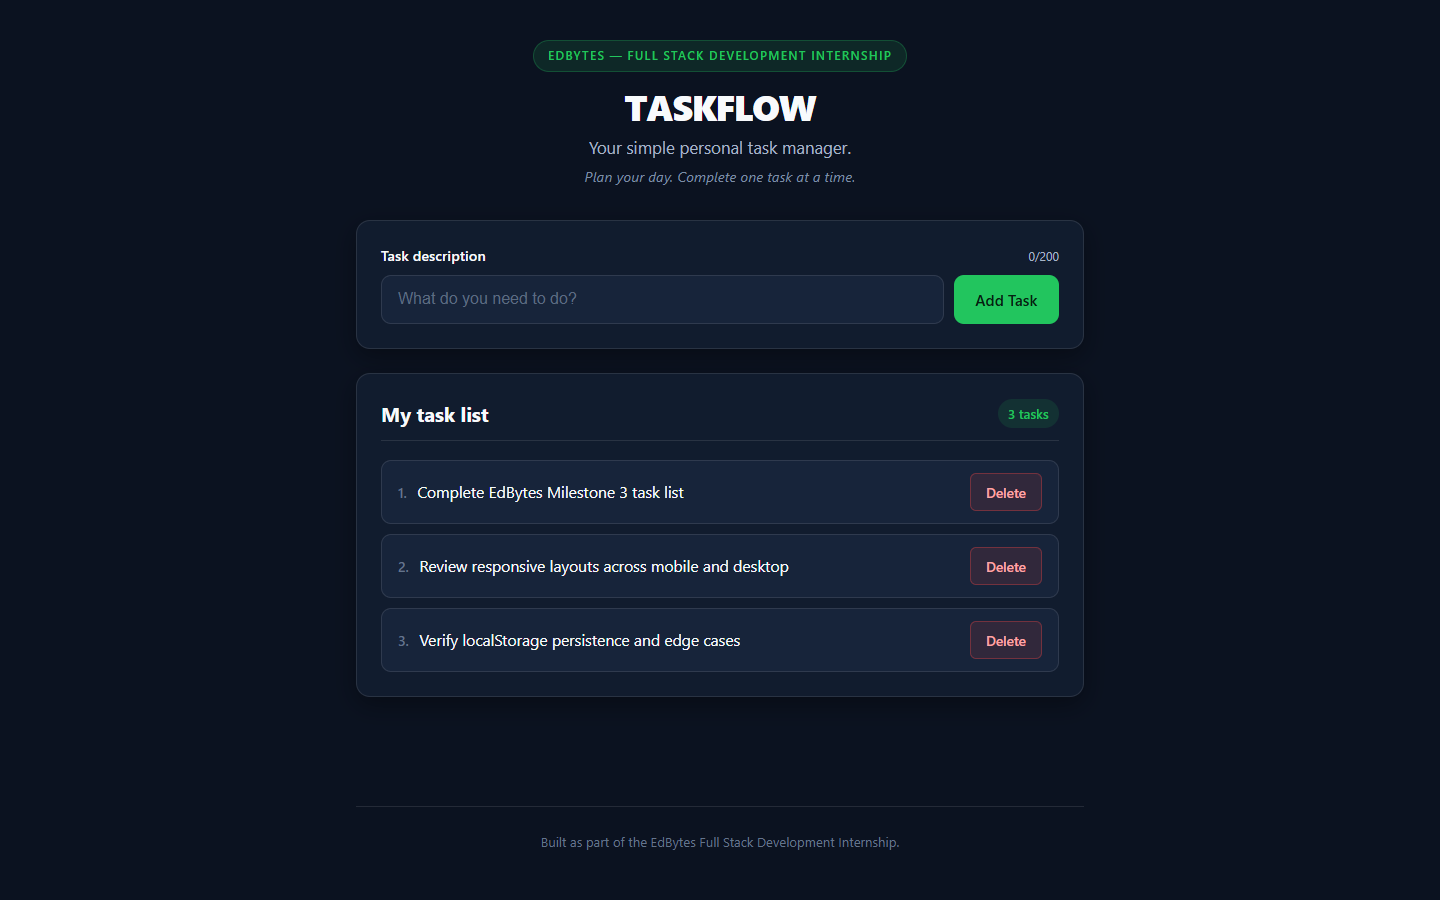 EDBYTES — FULL STACK DEVELOPMENT INTERNSHIP
TASKFLOW
Your simple personal task manager.
Plan your day. Complete one task at a time.
Task description 0/200
What do you need to do? Add Task
My task list 3 tasks
1. Complete EdBytes Milestone 3 task list Delete
2. Review responsive layouts across mobile and desktop Delete
3. Verify localStorage persistence and edge cases Delete
Built as part of the EdBytes Full Stack Development Internship.